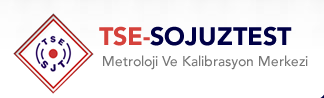 TSE
SJT
TSE-SOJUZTEST
Metroloji Ve Kalibrasyon Merkezi